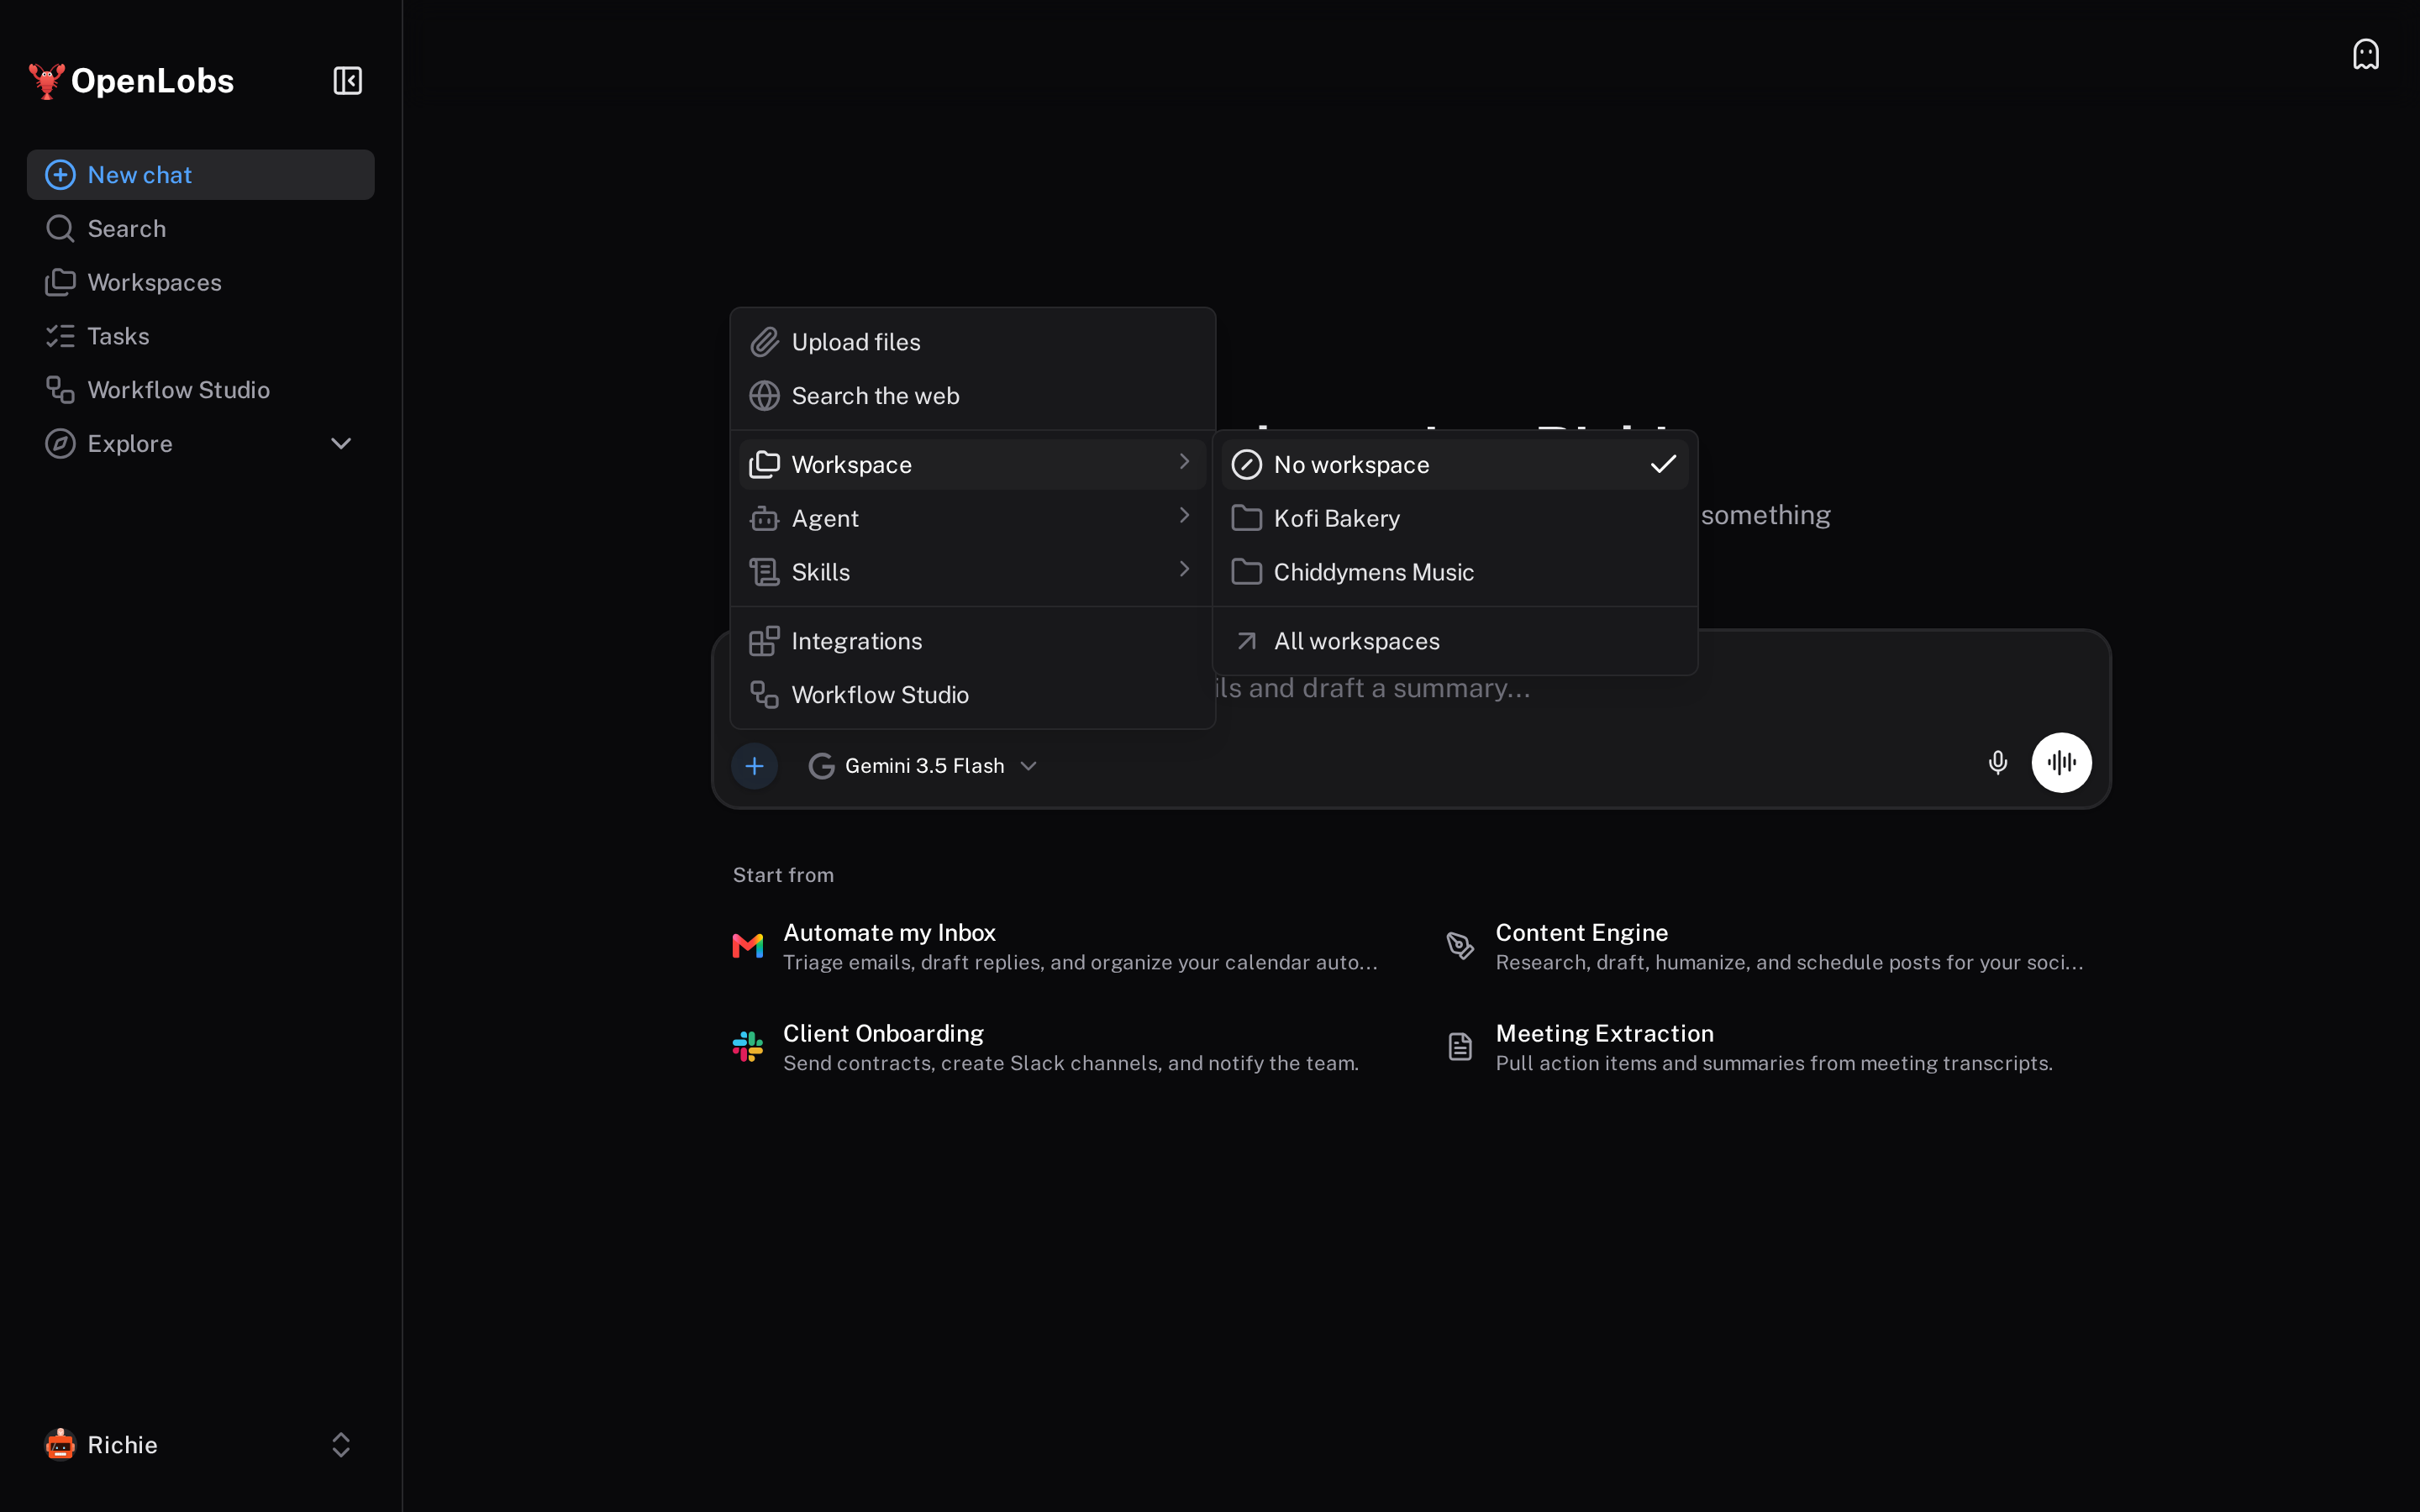 OpenLobs
New chat
Search
Workspaces
Tasks
Workflow Studio
Explore
Upload files
Search the web
Workspace
Agent
Skills
Integrations
Workflow Studio
No workspace
Kofi Bakery
Chiddymens Music
All workspaces
something
and draft a summary...
Gemini 3.5 Flash
Start from
Automate my Inbox
Triage emails, draft replies, and organize your calendar auto...
Content Engine
Research, draft, humanize, and schedule posts for your soci...
Client Onboarding
Send contracts, create Slack channels, and notify the team.
Meeting Extraction
Pull action items and summaries from meeting transcripts.
Richie